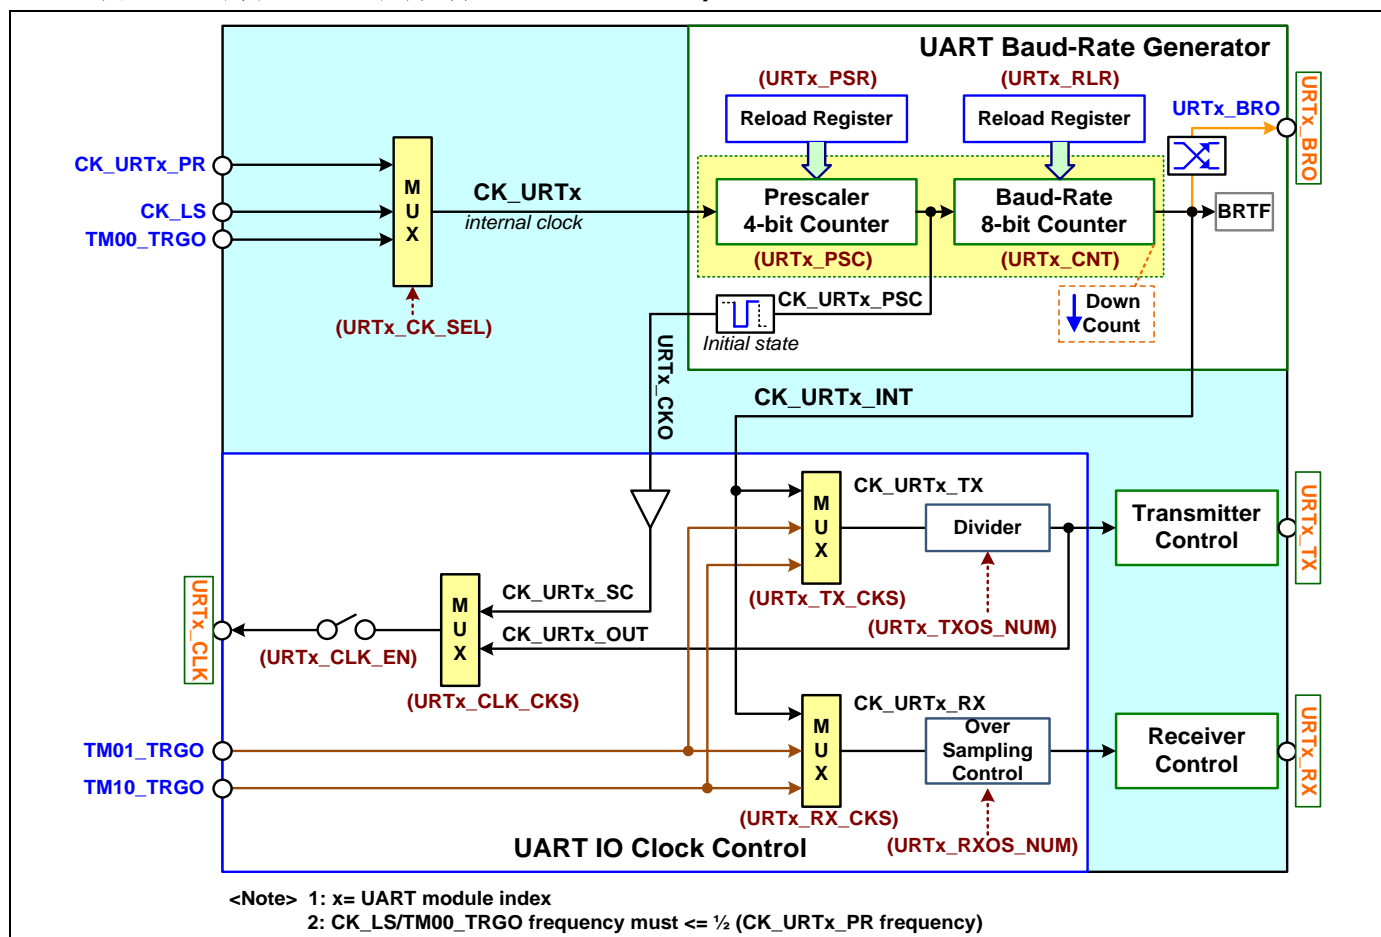 UART Baud-Rate Generator
(URTx_PSR)
(URTx_RLR)
Reload Register
Reload Register
URTx_BRO
URTx_BRO
CK_URTx_PR
CK_LS
TM00_TRGO
MUX
CK_URTx
internal clock
Prescaler
4-bit Counter
Baud-Rate
8-bit Counter
BRTF
(URTx_PSC)
(URTx_CNT)
(URTx_CK_SEL)
CK_URTx_PSC
Initial state
Down
Count
URTx_CKO
CK_URTx_INT
MUX
CK_URTx_TX
Divider
Transmitter
Control
URTx_TX
(URTx_TX_CKS)
(URTx_TXOS_NUM)
URTx_CLK
(URTx_CLK_EN)
MUX
CK_URTx_SC
CK_URTx_OUT
(URTx_CLK_CKS)
TM01_TRGO
TM10_TRGO
MUX
CK_URTx_RX
Over
Sampling
Control
Receiver
Control
URTx_RX
(URTx_RX_CKS)
(URTx_RXOS_NUM)
UART IO Clock Control
<Note> 1: x= UART module index
2: CK_LS/TM00_TRGO frequency must <= ½ (CK_URTx_PR frequency)